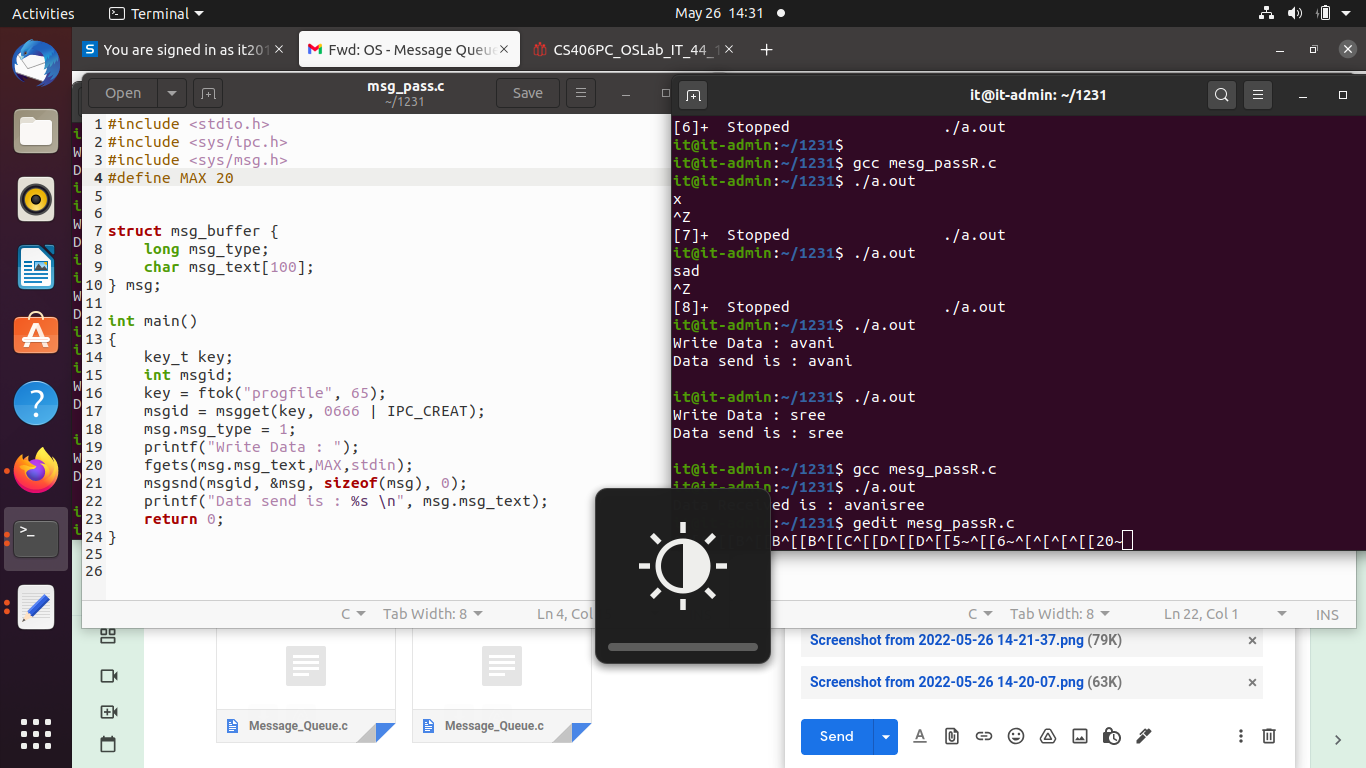 Activities
Terminal
May 26 14:31
You are signed in as it201
Fwd: OS - Message Queue
CS406PC_OSLab_IT_44_1
Open
msg_pass.c
~/1231
Save
1 #include <stdio.h>
2 #include <sys/ipc.h>
3 #include <sys/msg.h>
4 #define MAX 20
5
6
7 struct msg_buffer {
8     long msg_type;
9     char msg_text[100];
10 } msg;
11
12 int main()
13 {
14     key_t key;
15     int msgid;
16     key = ftok("progfile", 65);
17     msgid = msgget(key, 0666 | IPC_CREAT);
18     msg.msg_type = 1;
19     printf("Write Data : ");
20     fgets(msg.msg_text,MAX,stdin);
21     msgsnd(msgid, &msg, sizeof(msg), 0);
22     printf("Data send is : %s \n", msg.msg_text);
23     return 0;
24 }
25
26
C
Tab Width: 8
Ln 4, Col
it@it-admin: ~/1231
[6]+  Stopped                 ./a.out
it@it-admin:~/1231$
it@it-admin:~/1231$ gcc mesg_passR.c
it@it-admin:~/1231$ ./a.out
x
^Z
[7]+  Stopped                 ./a.out
it@it-admin:~/1231$ ./a.out
sad
^Z
[8]+  Stopped                 ./a.out
it@it-admin:~/1231$ ./a.out
Write Data : avani
Data send is : avani
it@it-admin:~/1231$ ./a.out
Write Data : sree
Data send is : sree
it@it-admin:~/1231$ gcc mesg_passR.c
it@it-admin:~/1231$ ./a.out
ed is : avanisree
:~/1231$ gedit mesg_passR.c
B^[[B^[[C^[[D^[[D^[[5~^[[6~^[^[^[^[[20~
C
Tab Width: 8
Ln 22, Col 1
INS
Message_Queue.c
Message_Queue.c
Screenshot from 2022-05-26 14-21-37.png (79K)
Screenshot from 2022-05-26 14-20-07.png (63K)
Send